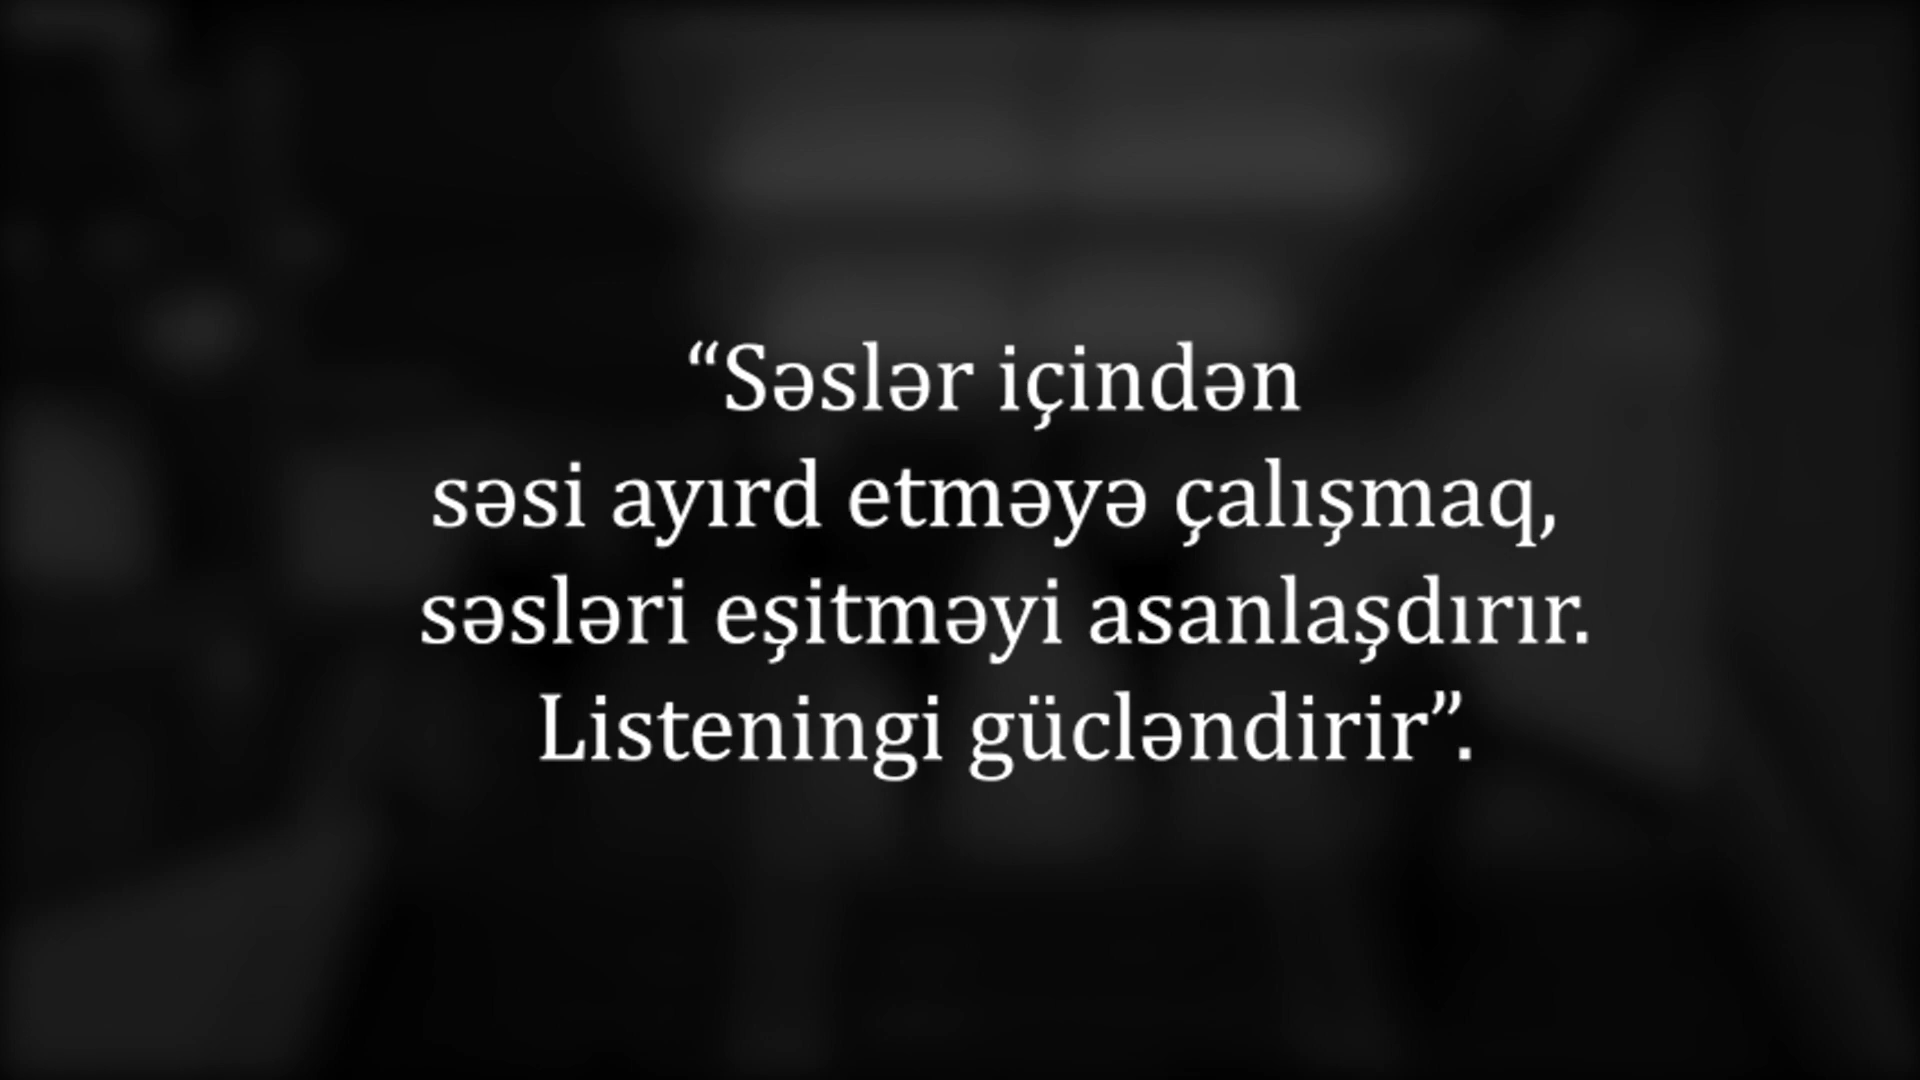 “Səslər içindən
səsi ayırd etməyə çalışmaq,
səsləri eşitməyi asanlaşdırır.
Listeningi gücləndirir”.